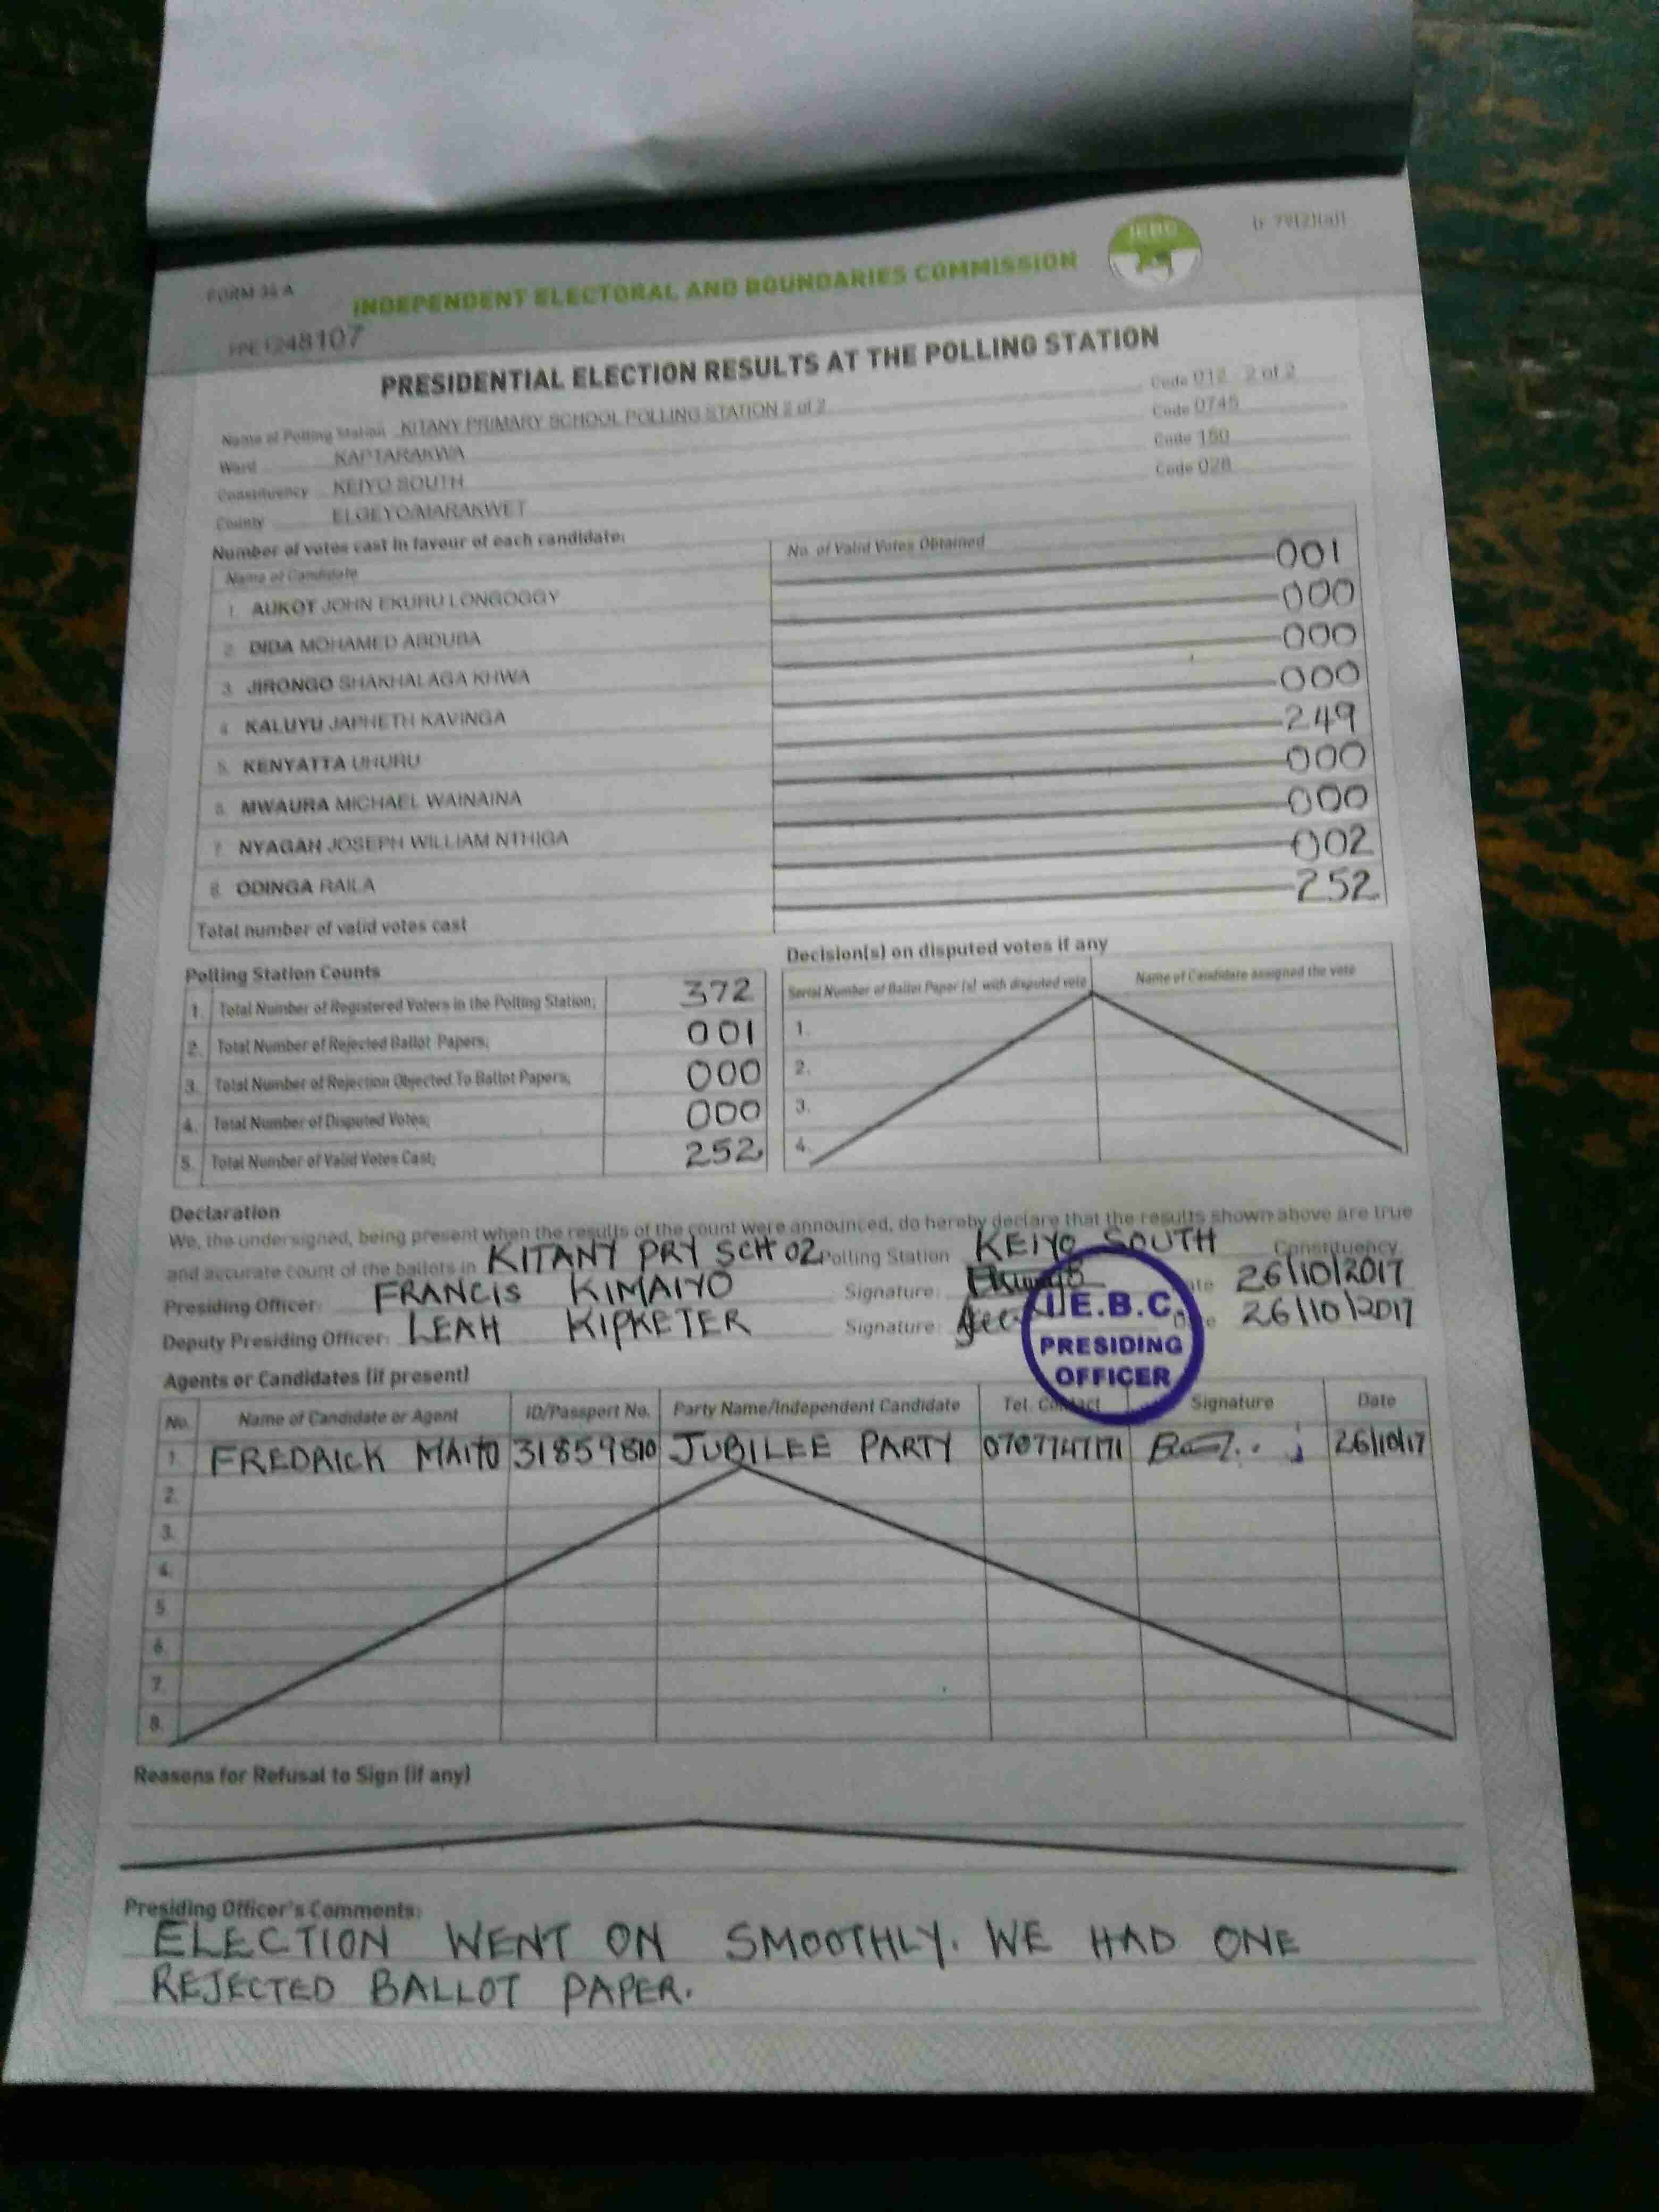 FORM 34 A
INDEPENDENT ELECTORAL AND BOUNDARIES COMMISSION
IEBC
248107
PRESIDENTIAL ELECTION RESULTS AT THE POLLING STATION
Name of Polling Station KITANY PRIMARY SCHOOL POLLING STATION 2 of 2 Code 012 2 of 2
Ward KAPTARAKWA Code 0745
Constituency KEIYO SOUTH Code 150
County ELGEYO/MARAKWET Code 028
Number of votes cast in favour of each candidate:
Name of Candidate No. of Valid Votes Obtained
1. AUKOT JOHN EKURU LONGOGGY 001
2. DIDA MOHAMED ABDUBA 000
3. JIRONGO SHAKHALAGA KHWA 000
4. KALUYU JAPHETH KAVINGA 000
5. KENYATTA UHURU 249
6. MWAURA MICHAEL WAINAINA 000
7. NYAGAH JOSEPH WILLIAM NTHIGA 000
8. ODINGA RAILA 002
Total number of valid votes cast 252
Polling Station Counts
1. Total Number of Registered Voters in the Polling Station; 372
2. Total Number of Rejected Ballot Papers; 001
3. Total Number of Rejection Objected To Ballot Papers; 000
4. Total Number of Disputed Votes; 000
5. Total Number of Valid Votes Cast; 252
Decision(s) on disputed votes if any
Serial Number of Ballot Paper (s) with disputed vote Name of Candidate assigned the vote
1.
2.
3.
4.
Declaration
We, the undersigned, being present when the results of the count were announced, do hereby declare that the results shown above are true
and accurate count of the ballots in KITANY PRY SCH 02 Polling Station KEIYO SOUTH Constituency.
Presiding Officer: FRANCIS KIMAIYO Signature: Date 26/10/2017
Deputy Presiding Officer: LEAH KIPKETER Signature: Date 26/10/2017
I.E.B.C.
PRESIDING
OFFICER
Agents or Candidates (if present)
No. Name of Candidate or Agent ID/Passport No. Party Name/Independent Candidate Tel. Contact Signature Date
1. FREDRICK MAIYO 31859810 JUBILEE PARTY 26/10/17
2.
3.
4.
5.
6.
7.
8.
Reasons for Refusal to Sign (if any)
Presiding Officer's Comments:
ELECTION WENT ON SMOOTHLY. WE HAD ONE
REJECTED BALLOT PAPER.